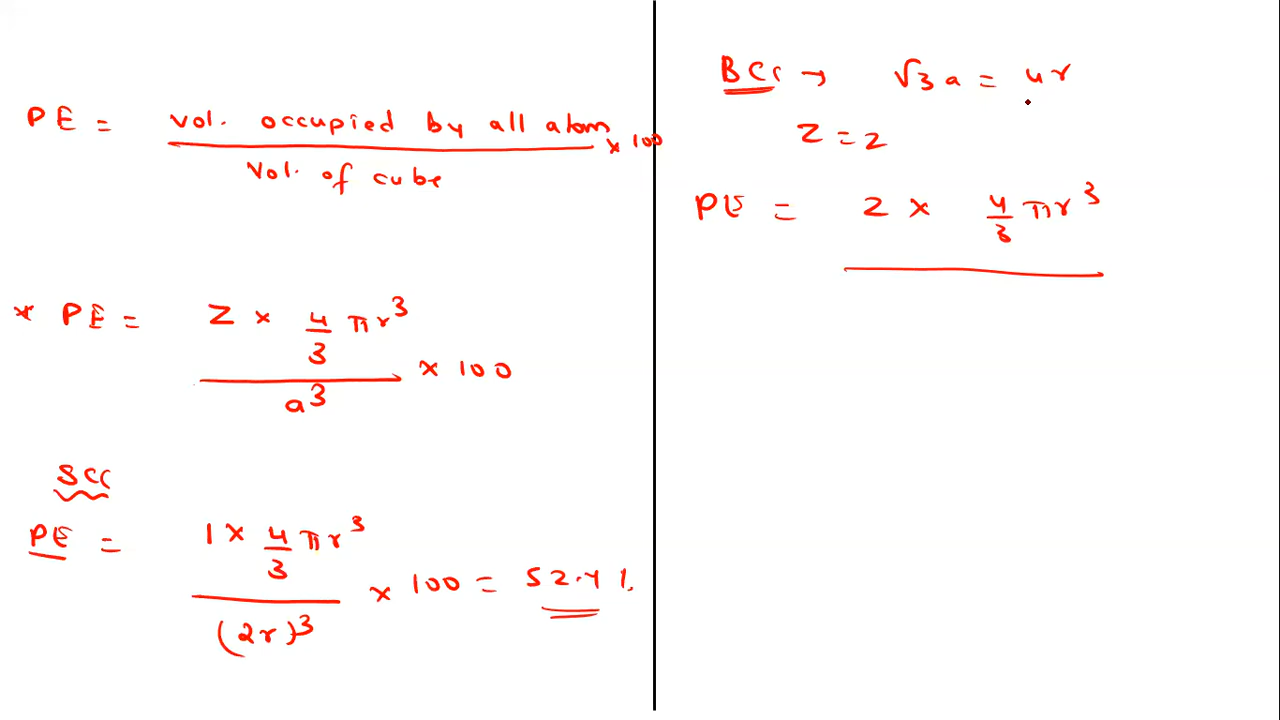 PE = vol. occupied by all atom × 100
Vol. of cube
* PE = Z × 4/3 πr³
a³ × 100
SCC
PE = 1 × 4/3 πr³
(2r)³ × 100 = 52.4 %
BCC → √3 a = 4r
Z = 2
PE = 2 × 4/3 πr³